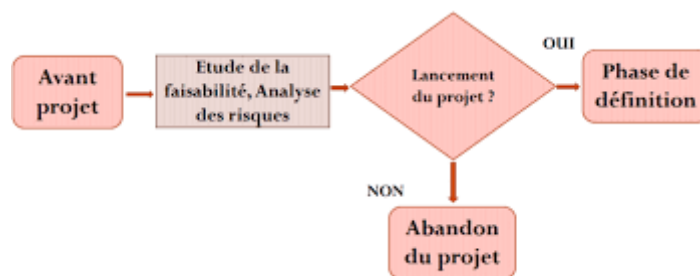 Avant
projet
Etude de la
faisabilité, Analyse
des risques
Lancement
du projet ?
OUI
Phase de
définition
NON
Abandon
du projet